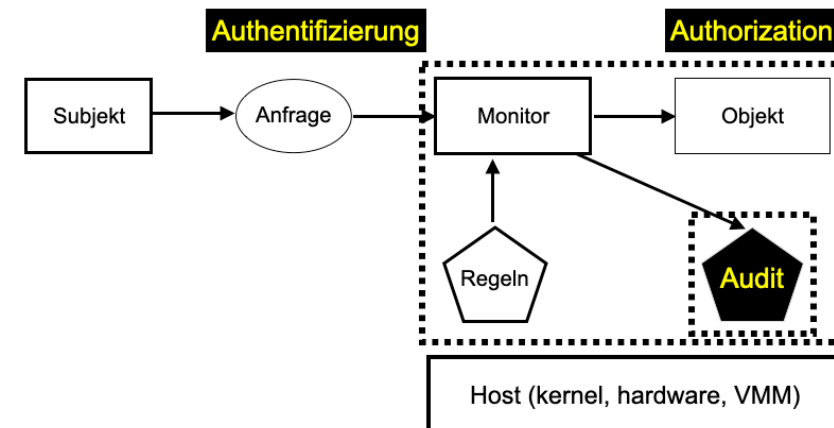 Authentifizierung
Authorization
Subjekt
Anfrage
Monitor
Objekt
Regeln
Audit
Host (kernel, hardware, VMM)